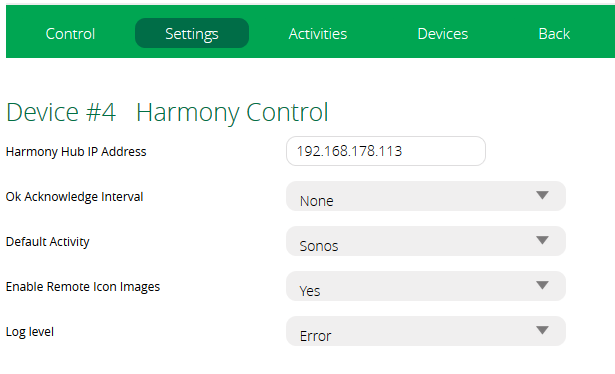 Control Settings Activities Devices Back
Device #4 Harmony Control
Harmony Hub IP Address 192.168.178.113
Ok Acknowledge Interval None
Default Activity Sonos
Enable Remote Icon Images Yes
Log level Error